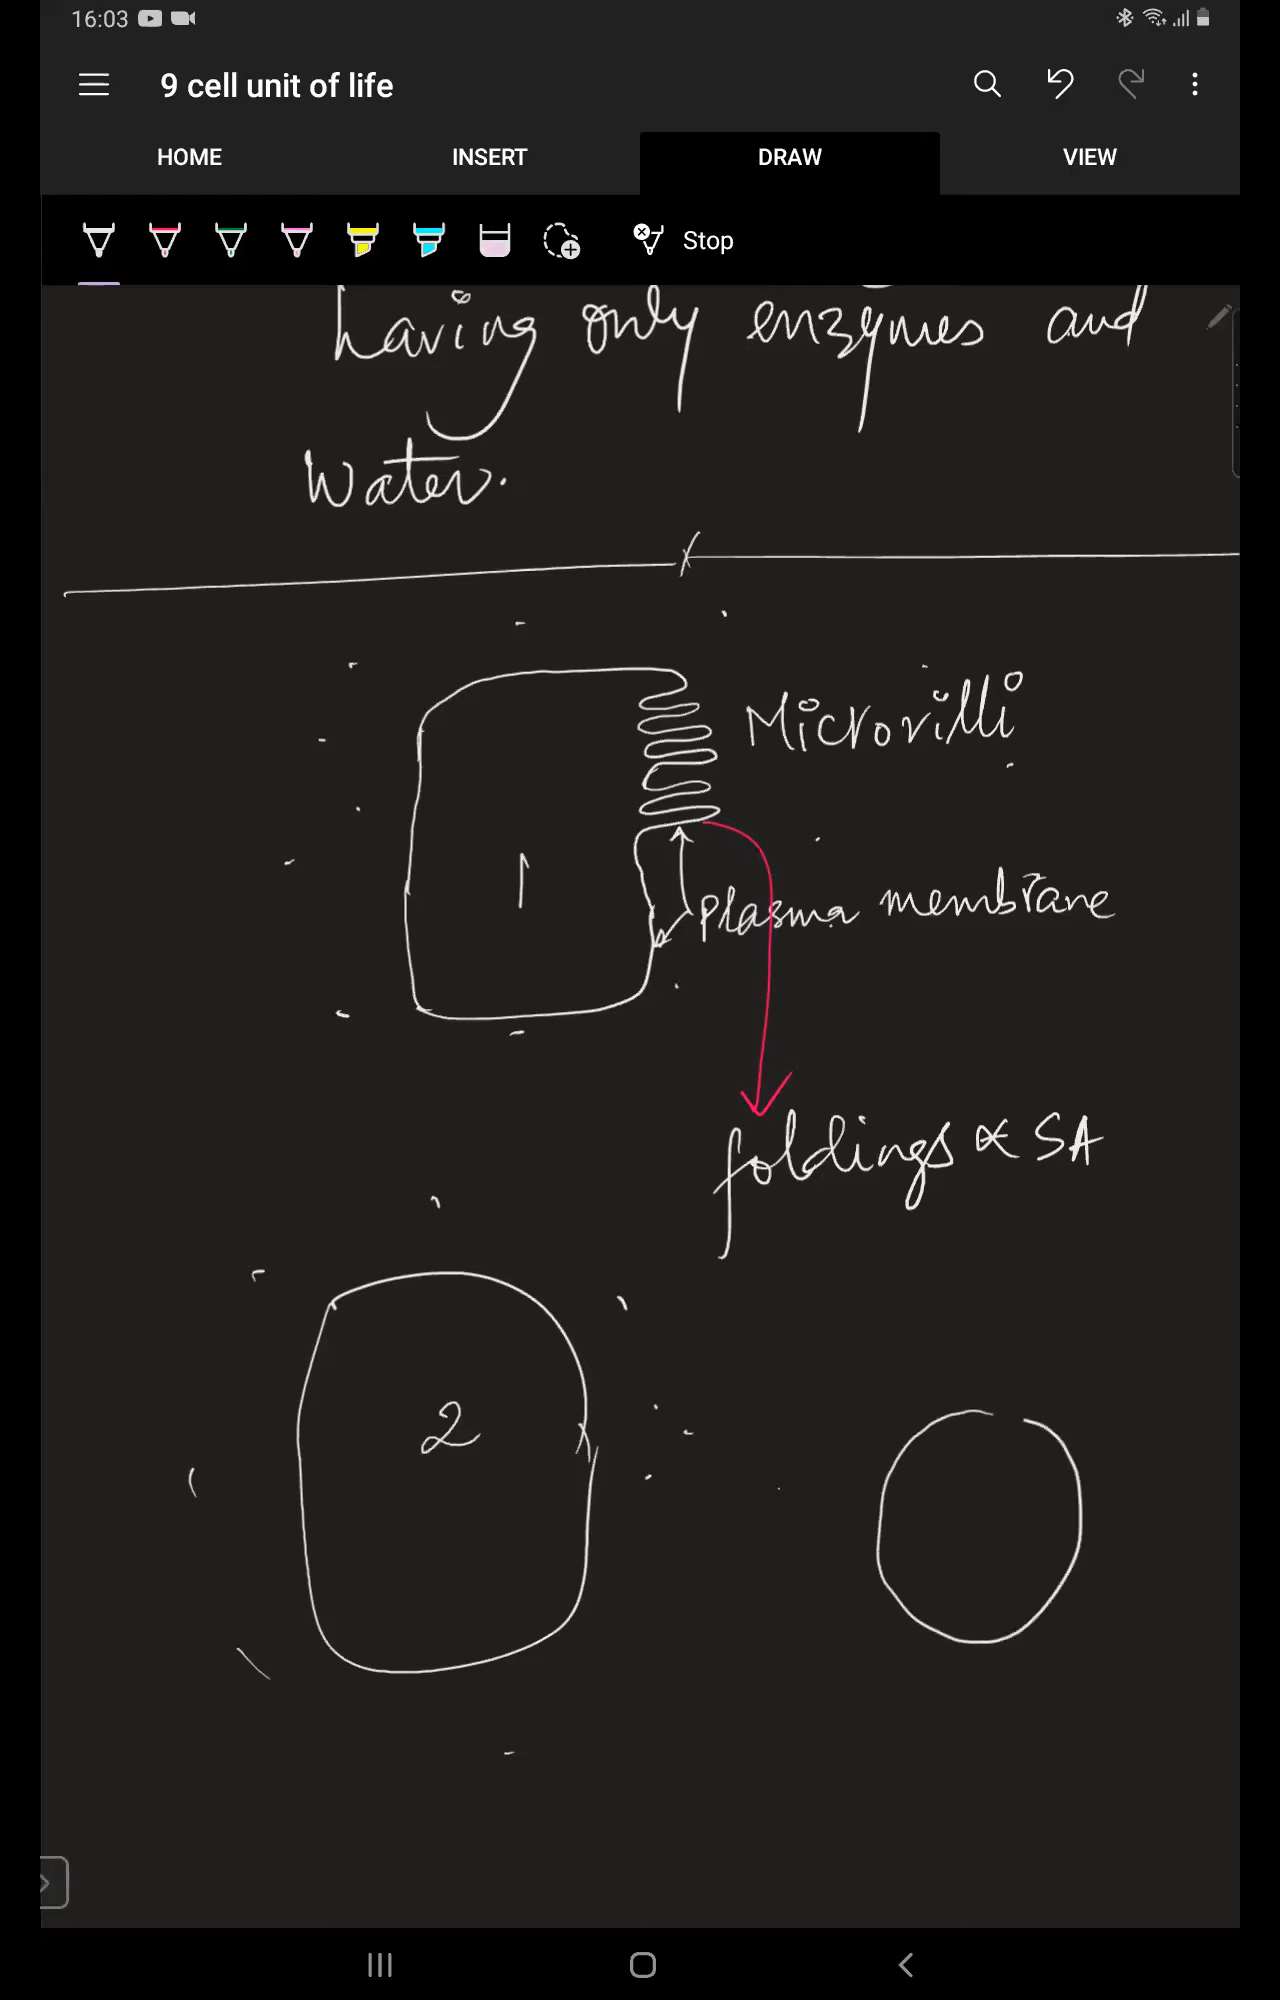 16:03
9 cell unit of life
HOME INSERT DRAW VIEW
Stop
having only enzymes and
water.
Microvilli
1
Plasma membrane
foldings ∝ SA
2